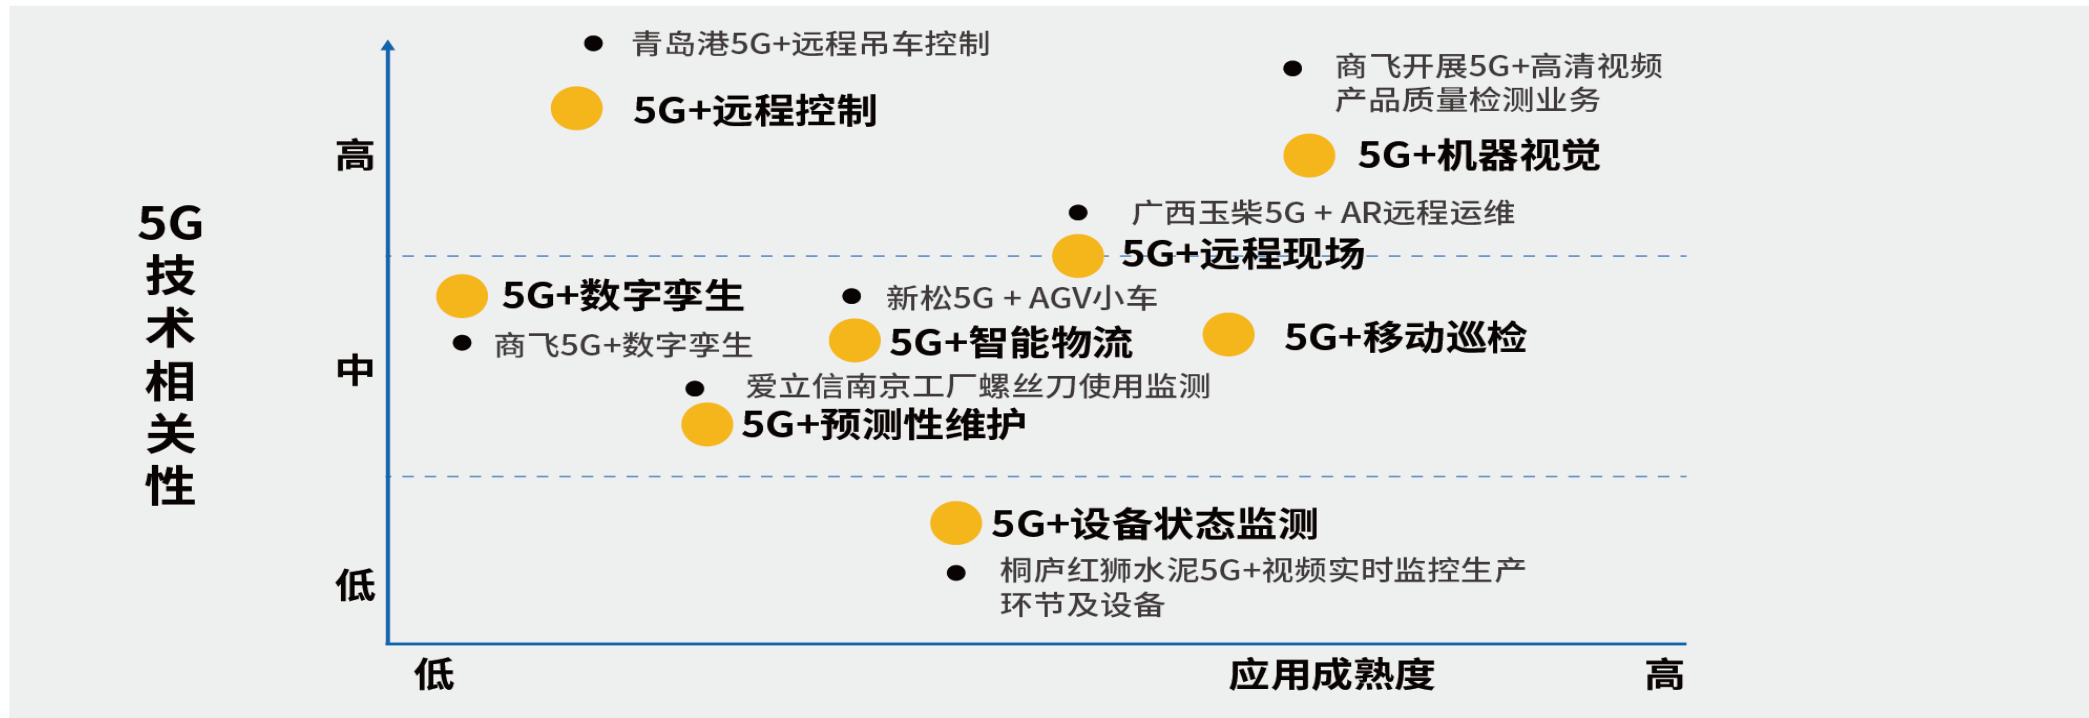 青岛港5G+远程吊车控制
5G+远程控制
商飞开展5G+高清视频
产品质量检测业务
5G+机器视觉
高
5G
技
术
相
关
性
广西玉柴5G + AR远程运维
5G+远程现场
5G+数字孪生
商飞5G+数字孪生
新松5G + AGV小车
5G+智能物流
5G+移动巡检
中
爱立信南京工厂螺丝刀使用监测
5G+预测性维护
5G+设备状态监测
桐庐红狮水泥5G+视频实时监控生产
环节及设备
低
低
应用成熟度
高